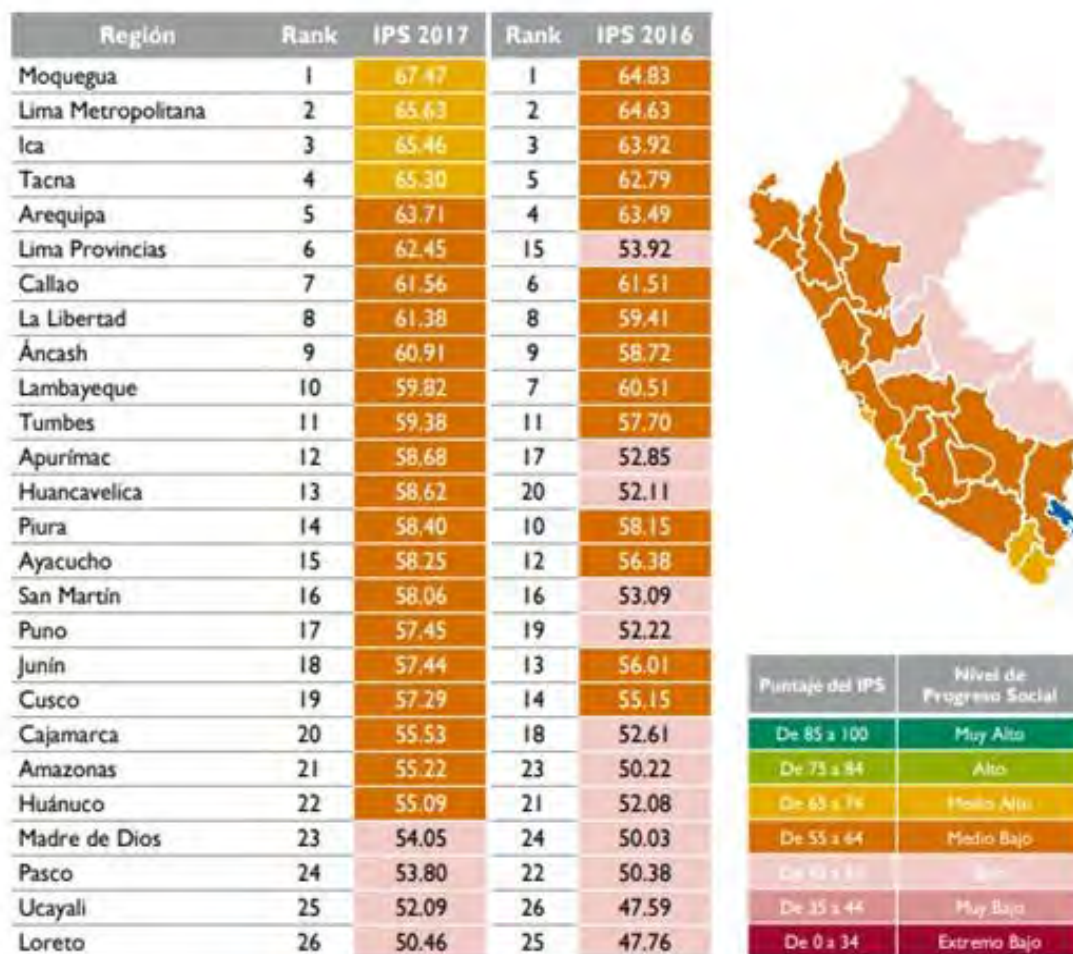 Región Rank IPS 2017 Rank IPS 2016
Moquegua 1 67.47 1 64.83
Lima Metropolitana 2 65.63 2 64.63
Ica 3 65.46 3 63.92
Tacna 4 65.30 5 62.79
Arequipa 5 63.71 4 63.49
Lima Provincias 6 62.45 15 53.92
Callao 7 61.56 6 61.51
La Libertad 8 61.38 8 59.41
Áncash 9 60.91 9 58.72
Lambayeque 10 59.82 7 60.51
Tumbes 11 59.38 11 57.70
Apurímac 12 58.68 17 52.85
Huancavelica 13 58.62 20 52.11
Piura 14 58.40 10 58.15
Ayacucho 15 58.25 12 56.38
San Martín 16 58.06 16 53.09
Puno 17 57.45 19 52.22
Junín 18 57.44 13 56.01
Cusco 19 57.29 14 55.15
Cajamarca 20 55.53 18 52.61
Amazonas 21 55.22 23 50.22
Huánuco 22 55.09 21 52.08
Madre de Dios 23 54.05 24 50.03
Pasco 24 53.80 22 50.38
Ucayali 25 52.09 26 47.59
Loreto 26 50.46 25 47.76
Puntaje del IPS Nivel de Progreso Social
De 85 a 100 Muy Alto
De 75 a 84 Alto
De 65 a 74 Medio Alto
De 55 a 64 Medio Bajo
De 35 a 44 Muy Bajo
De 0 a 34 Extremo Bajo